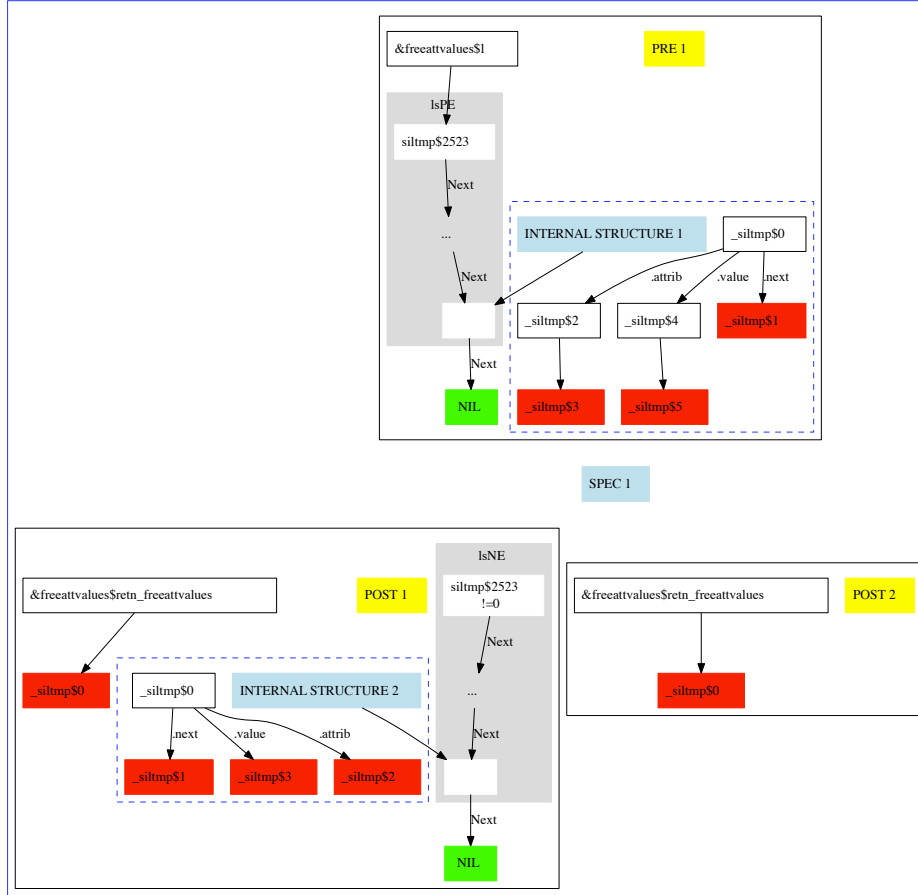 &freeattvalues$l
PRE 1
lsPE
siltmp$2523
Next
...
INTERNAL STRUCTURE 1
_siltmp$0
Next
.attrib
.value
.next
_siltmp$2
_siltmp$4
_siltmp$1
Next
NIL
_siltmp$3
_siltmp$5
SPEC 1
lsNE
&freeattvalues$retn_freeattvalues
POST 1
siltmp$2523
!=0
&freeattvalues$retn_freeattvalues
POST 2
Next
_siltmp$0
_siltmp$0
INTERNAL STRUCTURE 2
...
_siltmp$0
.next
.value
.attrib
Next
_siltmp$1
_siltmp$3
_siltmp$2
Next
NIL